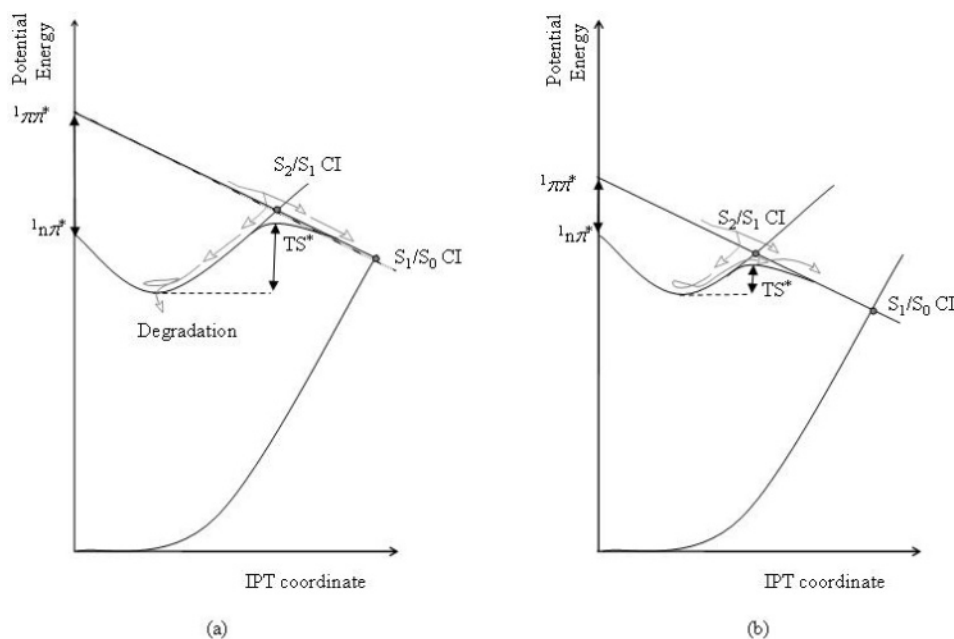 Potential
Energy
¹ππ*
¹nπ*
S₂/S₁ CI
TS*
S₁/S₀ CI
Degradation
IPT coordinate
(a)
Potential
Energy
¹ππ*
¹nπ*
S₂/S₁ CI
TS*
S₁/S₀ CI
IPT coordinate
(b)